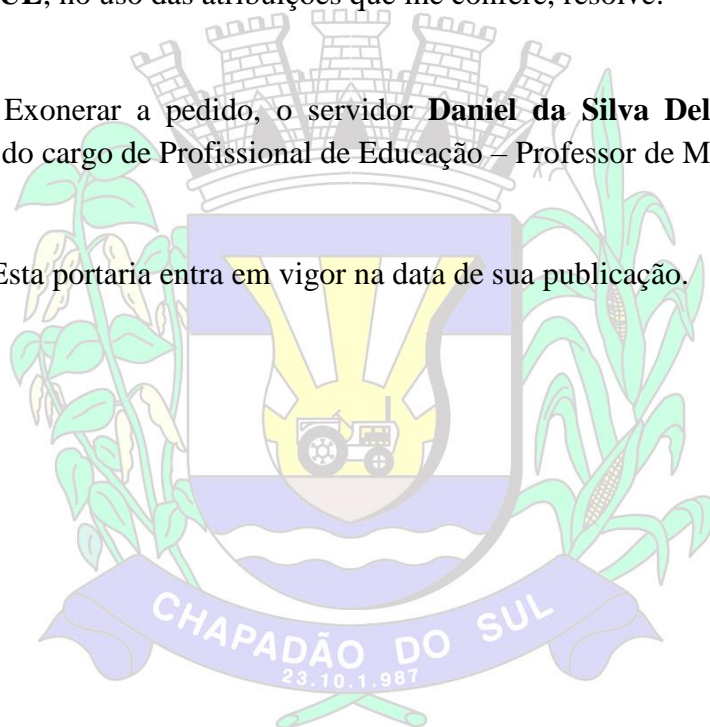 UL, no uso das atribuições que lhe confere, resolve:
Exonerar a pedido, o servidor Daniel da Silva Del
do cargo de Profissional de Educação – Professor de M
Esta portaria entra em vigor na data de sua publicação.
CHAPADÃO DO SUL
23.10.1.987